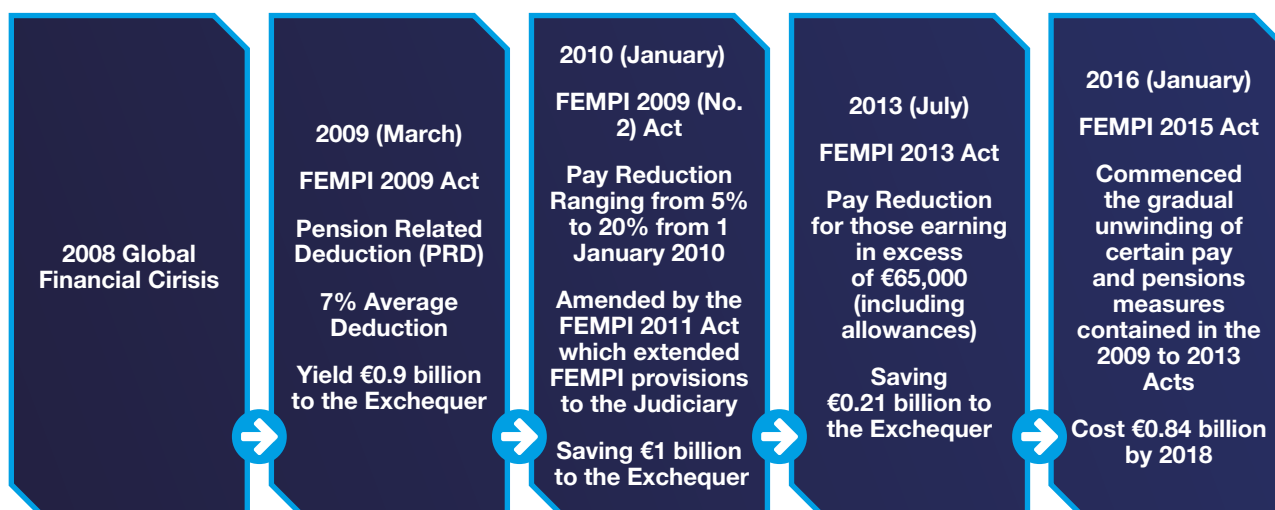 2008 Global
Financial Cirisis
2009 (March)
FEMPI 2009 Act
Pension Related
Deduction (PRD)
7% Average
Deduction
Yield €0.9 billion
to the Exchequer
2010 (January)
FEMPI 2009 (No.
2) Act
Pay Reduction
Ranging from 5%
to 20% from 1
January 2010
Amended by the
FEMPI 2011 Act
which extended
FEMPI provisions
to the Judiciary
Saving €1 billion
to the Exchequer
2013 (July)
FEMPI 2013 Act
Pay Reduction
for those earning
in excess
of €65,000
(including
allowances)
Saving
€0.21 billion to
the Exchequer
2016 (January)
FEMPI 2015 Act
Commenced
the gradual
unwinding of
certain pay
and pensions
measures
contained in the
2009 to 2013
Acts
Cost €0.84 billion
by 2018